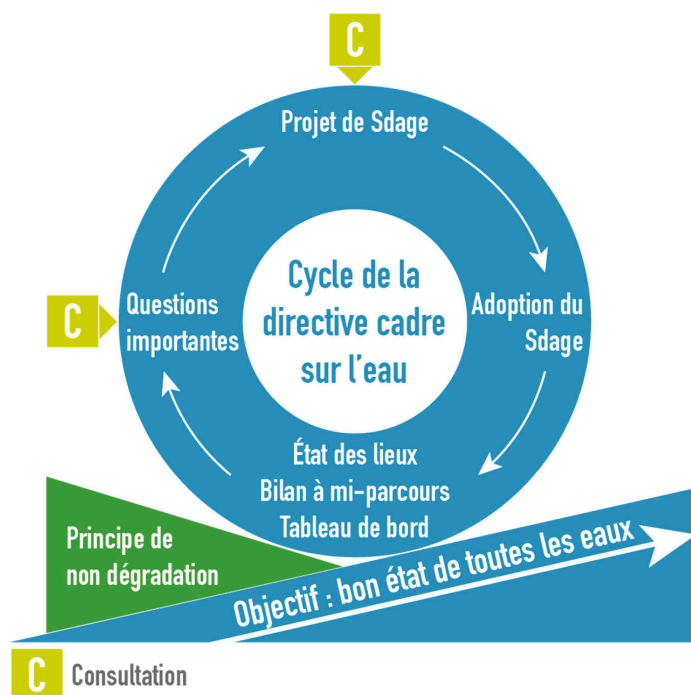 C
Projet de Sdage
Cycle de la
directive cadre
sur l'eau
C
Questions
importantes
Adoption du
Sdage
État des lieux
Bilan à mi-parcours
Tableau de bord
Principe de
non dégradation
Objectif : bon état de toutes les eaux
C Consultation